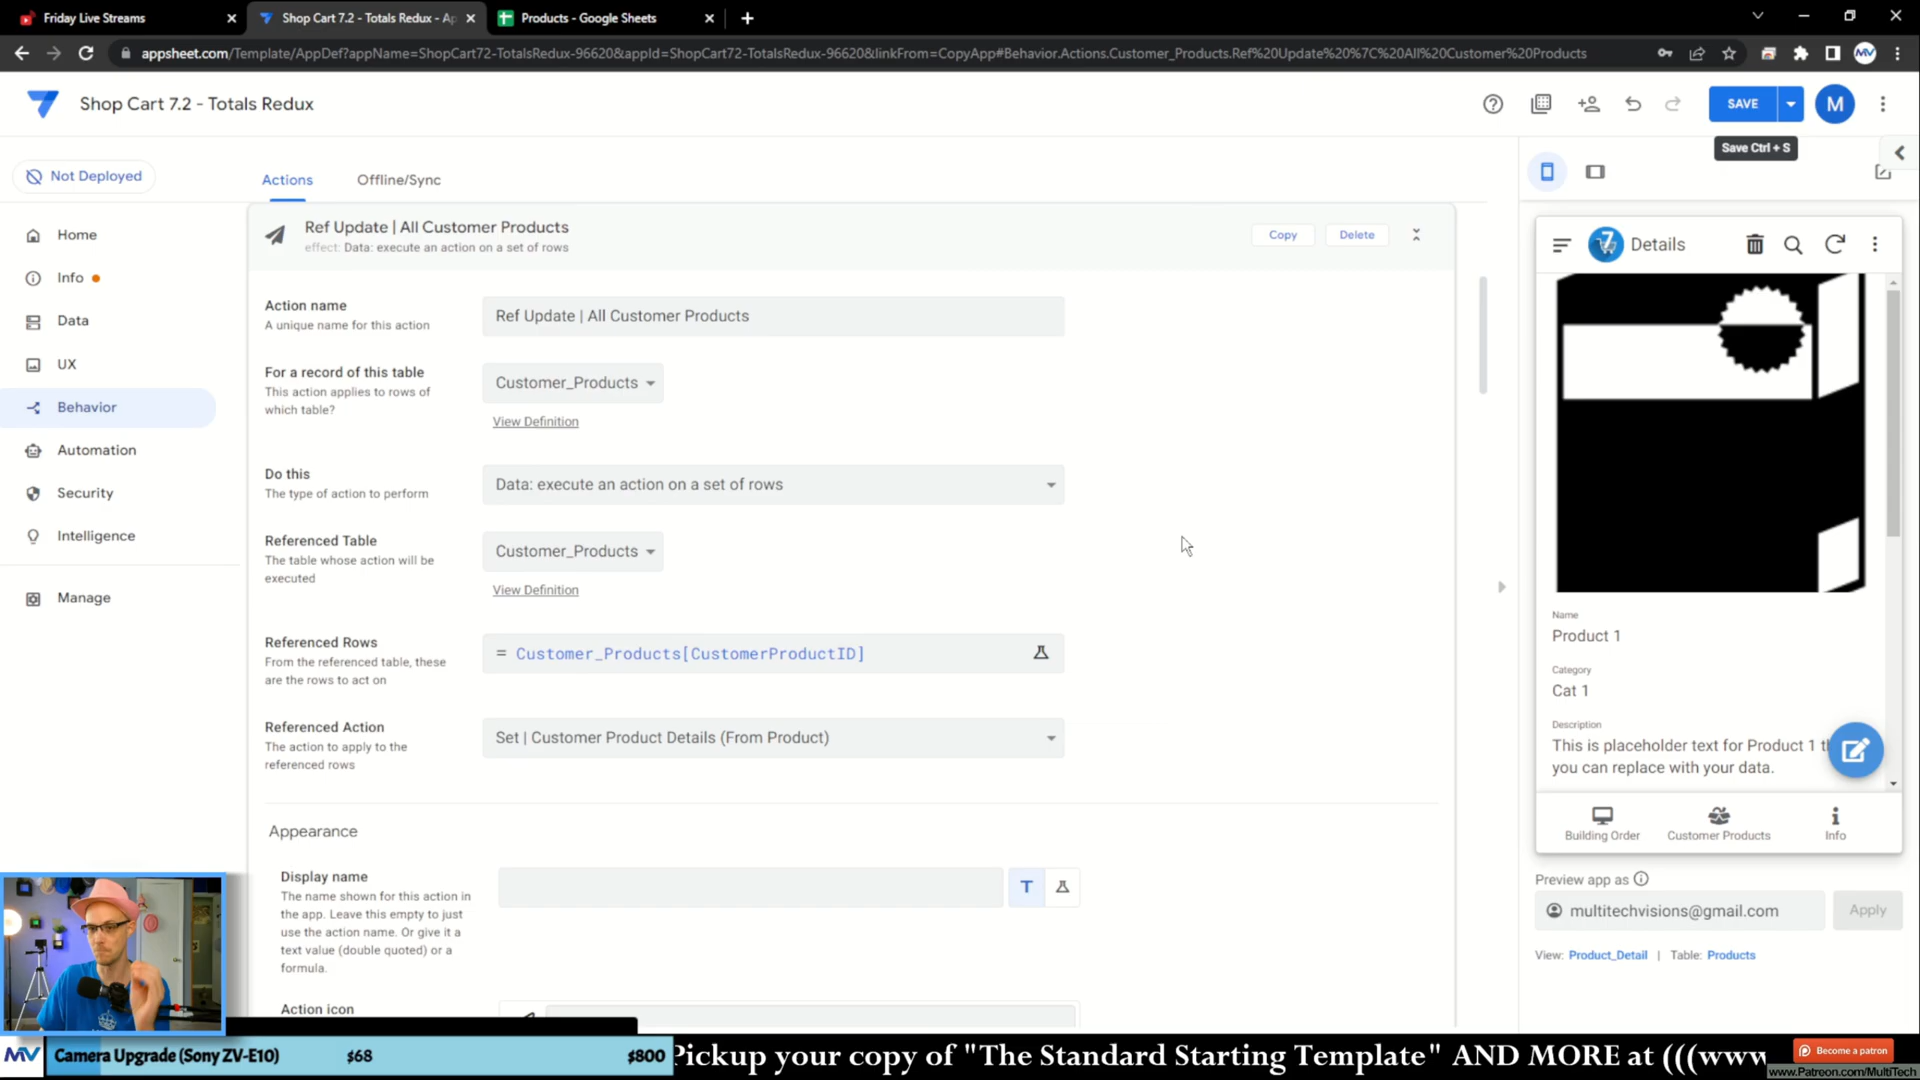 Friday Live Streams
Shop Cart 7.2 - Totals Redux - Ap
Products - Google Sheets
appsheet.com/Template/AppDef?appName=ShopCart72-TotalsRedux-96620&appId=ShopCart72-TotalsRedux-96620&linkFrom=CopyApp#Behavior.Actions.Customer_Products.Ref%20Update%20%7C%20All%20Customer%20Products
MV
Shop Cart 7.2 - Totals Redux
SAVE
M
Save Ctrl + S
Not Deployed
Actions
Offline/Sync
Home
Info
Data
UX
Behavior
Automation
Security
Intelligence
Manage
Ref Update | All Customer Products
effect: Data: execute an action on a set of rows
Copy
Delete
Action name
A unique name for this action
Ref Update | All Customer Products
For a record of this table
This action applies to rows of
which table?
Customer_Products
View Definition
Do this
The type of action to perform
Data: execute an action on a set of rows
Referenced Table
The table whose action will be
executed
Customer_Products
View Definition
Referenced Rows
From the referenced table, these
are the rows to act on
= Customer_Products[CustomerProductID]
Referenced Action
The action to apply to the
referenced rows
Set | Customer Product Details (From Product)
Appearance
Display name
The name shown for this action in
the app. Leave this empty to just
use the action name. Or give it a
text value (double quoted) or a
formula.
T
Action icon
7
Details
Name
Product 1
Category
Cat 1
Description
This is placeholder text for Product 1 th
you can replace with your data.
Building Order
Customer Products
Info
Preview app as
multitechvisions@gmail.com
Apply
View: Product_Detail | Table: Products
MV
Camera Upgrade (Sony ZV-E10)
$68
$800
Pickup your copy of "The Standard Starting Template" AND MORE at (((www
Become a patron
www.Patreon.com/MultiTech